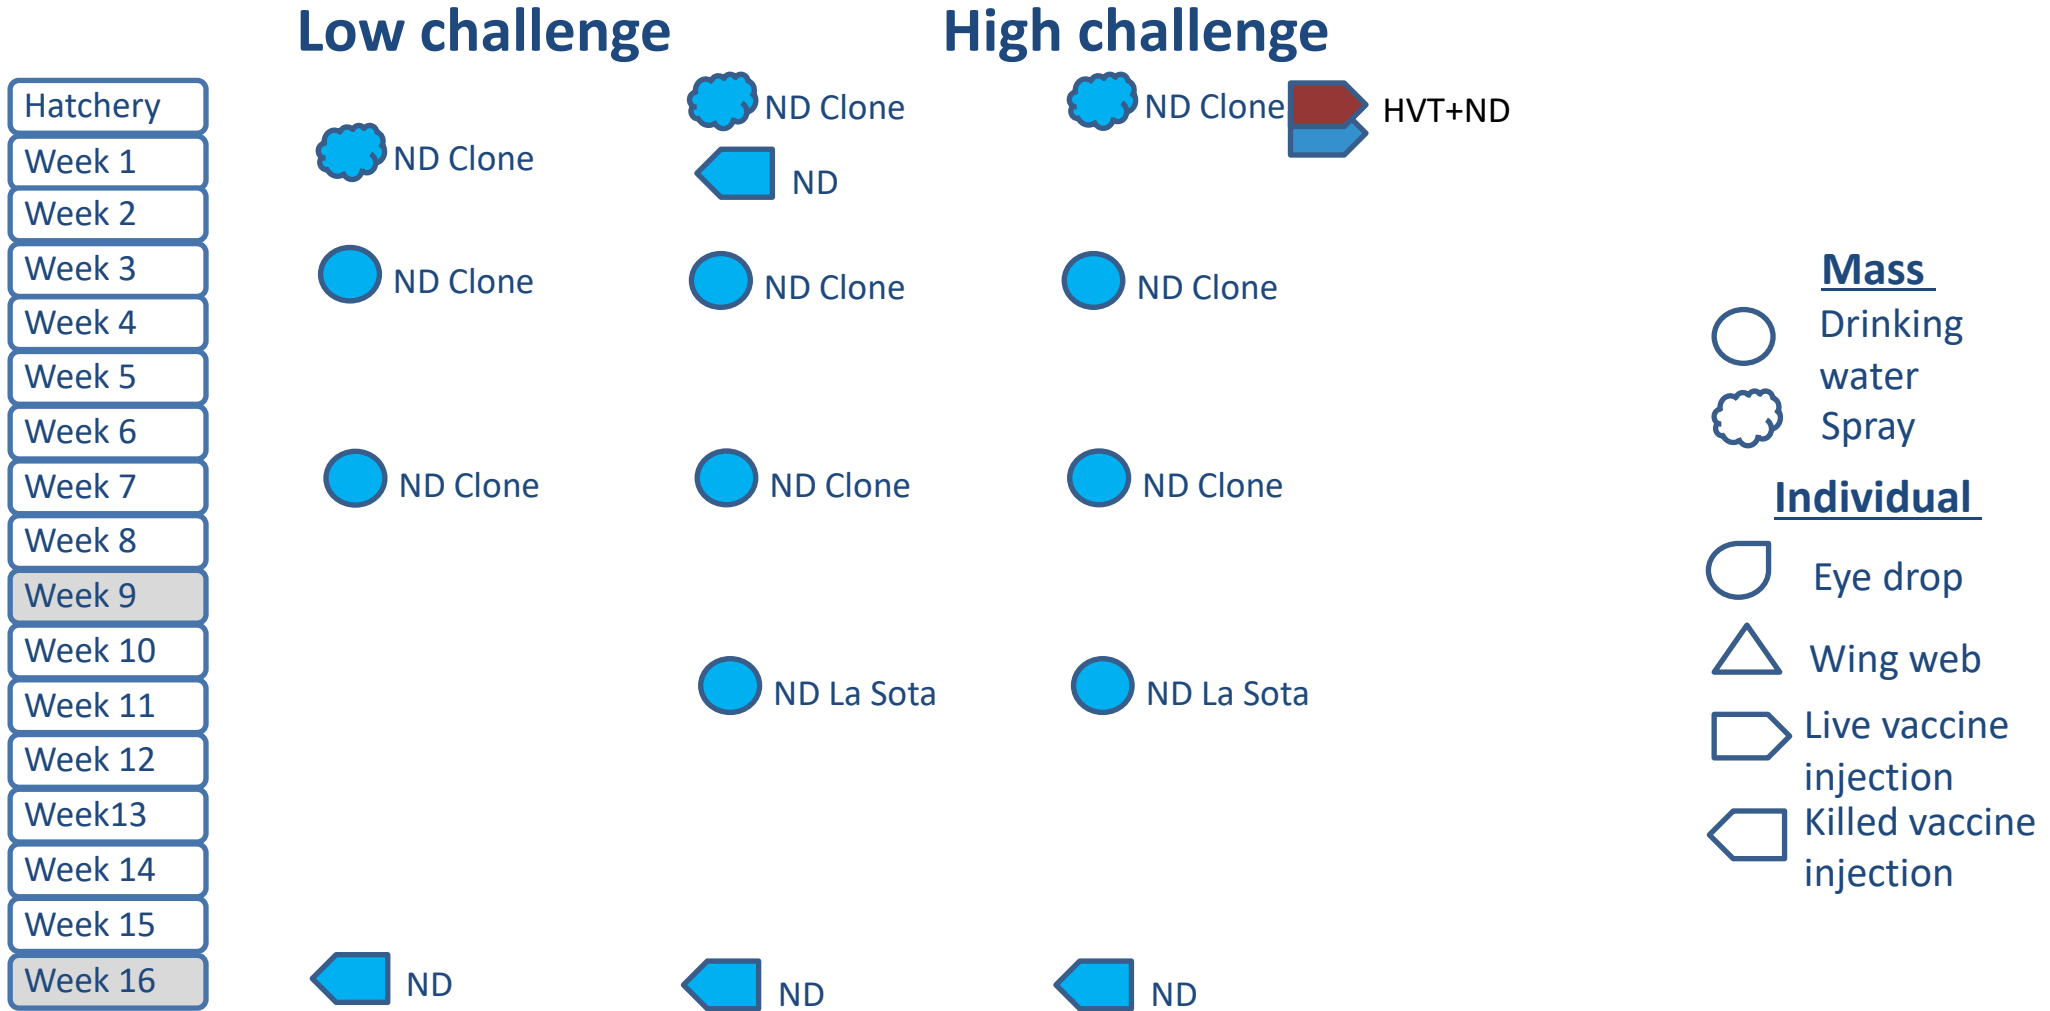 Low challenge
High challenge
Hatchery
ND Clone
ND Clone
HVT+ND
Week 1
ND Clone
ND
Week 2
Week 3
ND Clone
ND Clone
ND Clone
Week 4
Week 5
Week 6
Week 7
ND Clone
ND Clone
ND Clone
Week 8
Week 9
Week 10
Week 11
ND La Sota
ND La Sota
Week 12
Week13
Week 14
Week 15
Week 16
ND
ND
ND
Mass
Drinking
water
Spray
Individual
Eye drop
Wing web
Live vaccine
injection
Killed vaccine
injection